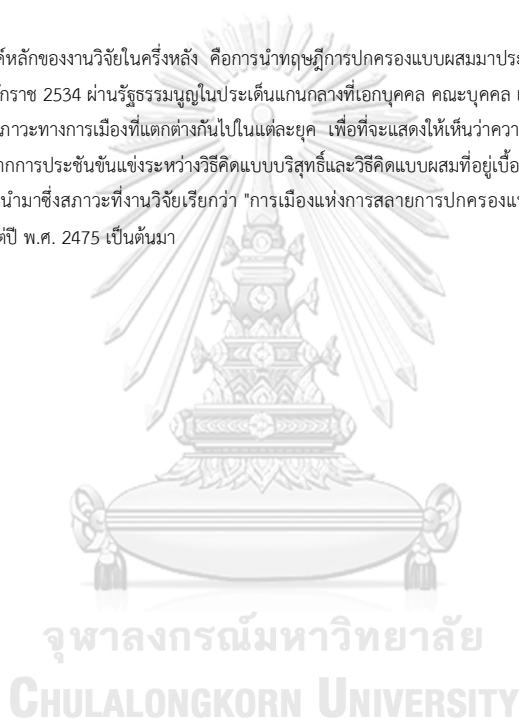 ค์หลักของงานวิจัยในครึ่งหลัง คือการนำทฤษฎีการปกครองแบบผสมมาประ
ักราช 2534 ผ่านรัฐธรรมนูญในประเด็นแกนกลางที่เอกบุคคล คณะบุคคล
ภาวะทางการเมืองที่แตกต่างกันไปในแต่ละยุค เพื่อที่จะแสดงให้เห็นว่าความ
ากการประชันขันแข่งระหว่างวิธีคิดแบบบริสุทธิ์และวิธีคิดแบบผสมที่อยู่เบื้อ
นำมาซึ่งสภาวะที่งานวิจัยเรียกว่า "การเมืองแห่งการสลายการปกครองแ
ต่ปี พ.ศ. 2475 เป็นต้นมา
จุฬาลงกรณ์มหาวิทยาลัย
CHULALONGKORN UNIVERSITY